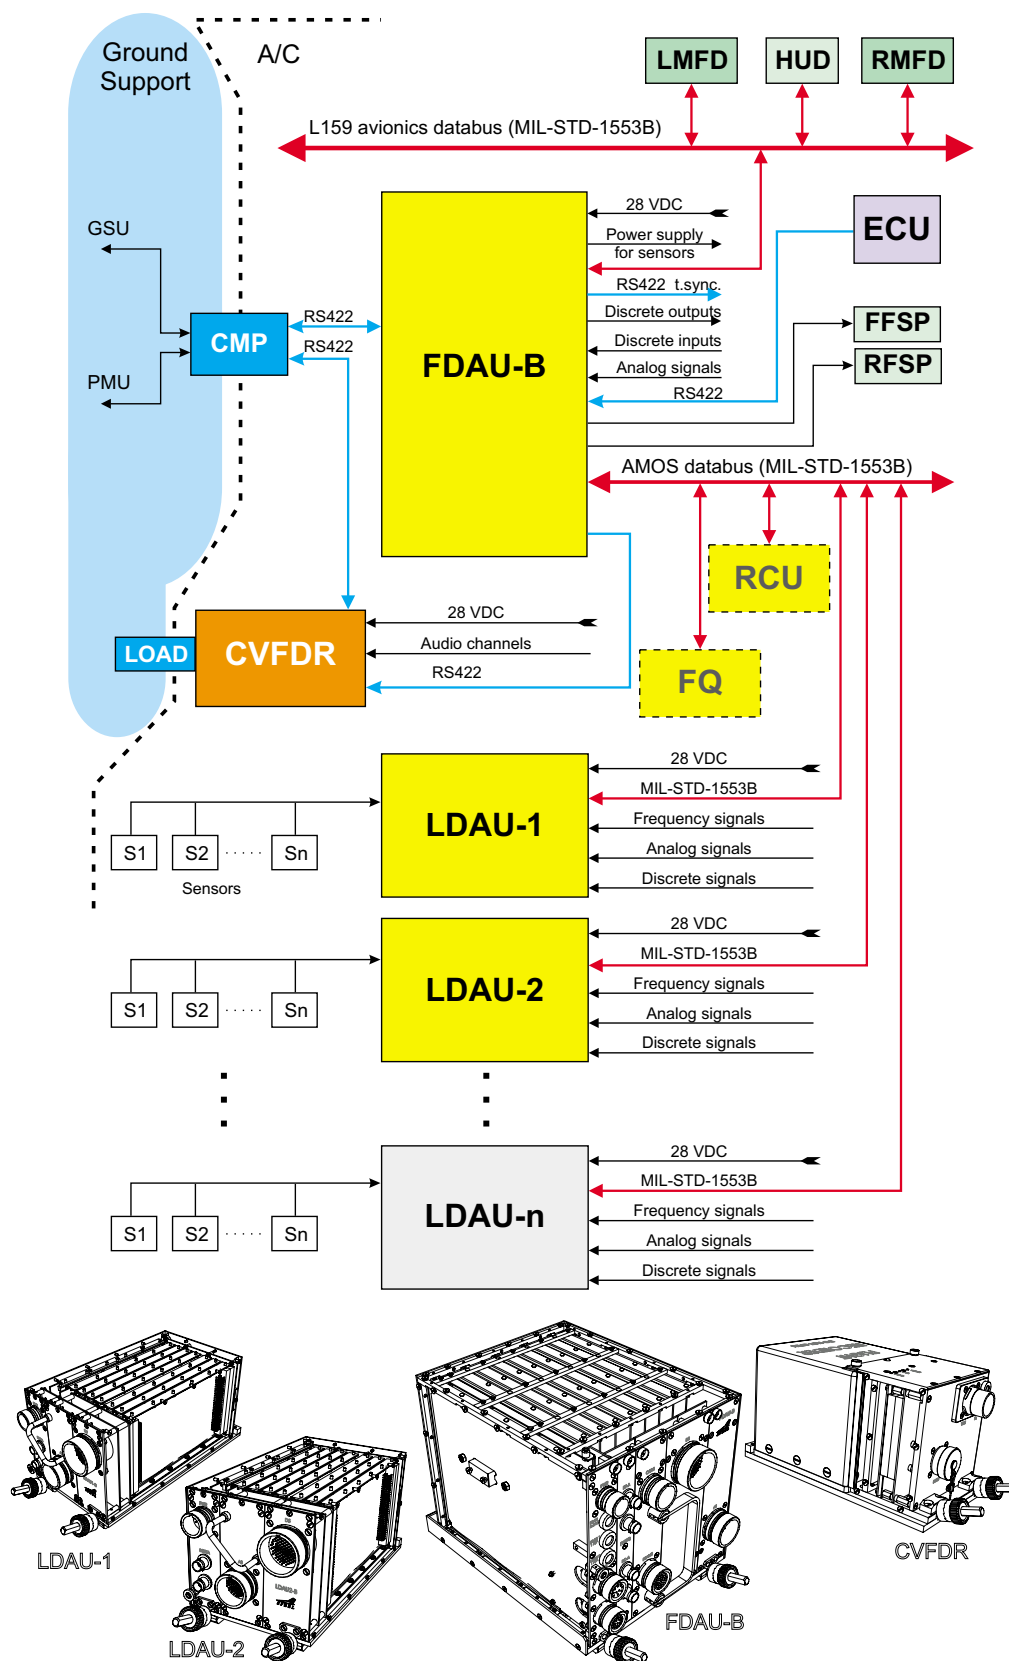 Ground
Support
A/C
LMFD
HUD
RMFD
L159 avionics databus (MIL-STD-1553B)
28 VDC
Power supply
for sensors
RS422 t.sync.
Discrete outputs
Discrete inputs
Analog signals
RS422
ECU
FFSP
RFSP
GSU
PMU
CMP
RS422
RS422
FDAU-B
AMOS databus (MIL-STD-1553B)
RCU
FQ
LOAD
CVFDR
28 VDC
Audio channels
RS422
S1
S2
Sn
Sensors
LDAU-1
28 VDC
MIL-STD-1553B
Frequency signals
Analog signals
Discrete signals
S1
S2
Sn
LDAU-2
28 VDC
MIL-STD-1553B
Frequency signals
Analog signals
Discrete signals
S1
S2
Sn
LDAU-n
28 VDC
MIL-STD-1553B
Frequency signals
Analog signals
Discrete signals
LDAU-1
LDAU-2
FDAU-B
CVFDR